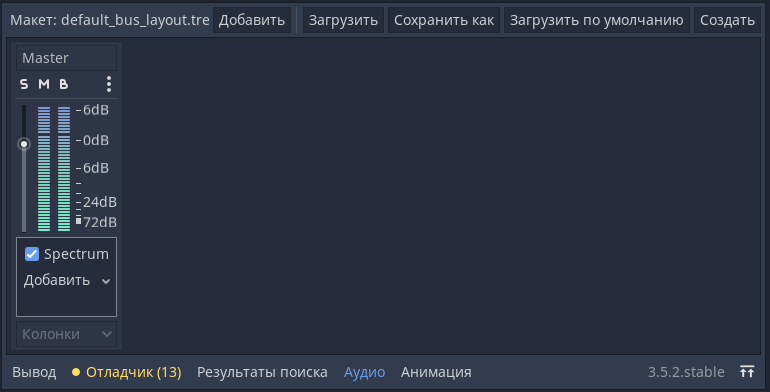 Макет: default_bus_layout.tre Добавить Загрузить Сохранить как Загрузить по умолчанию Создать
Master
S M B
6dB
0dB
6dB
24dB
72dB
Spectrum
Добавить
Колонки
Вывод Отладчик (13) Результаты поиска Аудио Анимация 3.5.2.stable